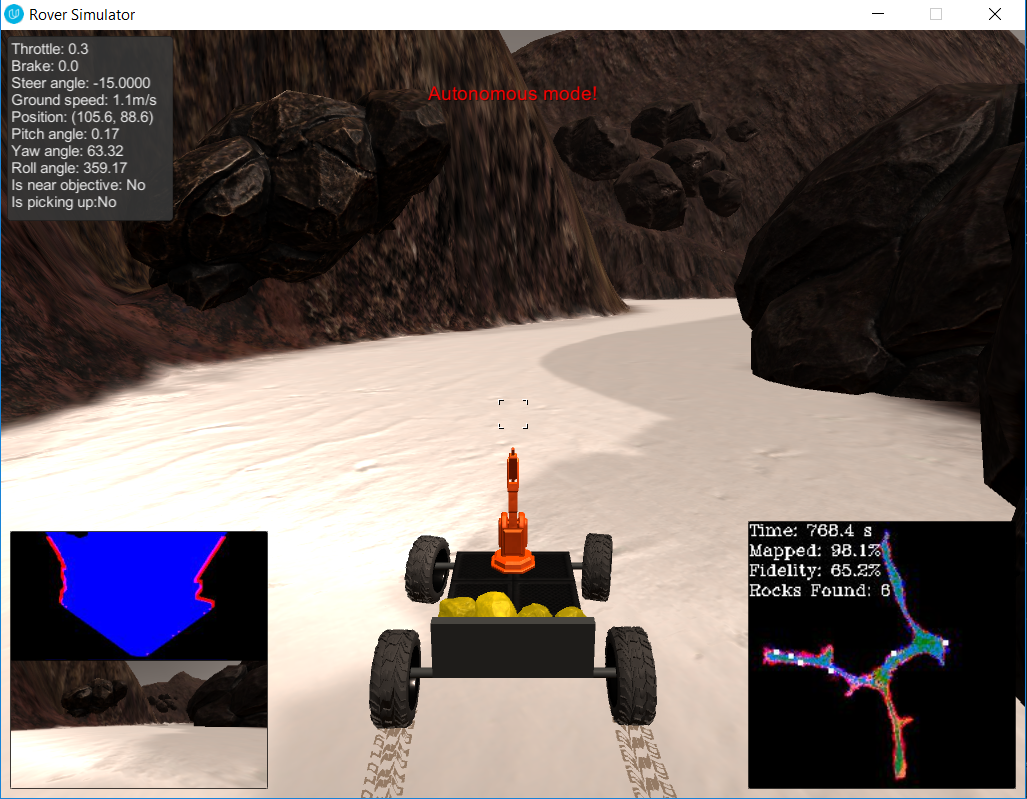 Rover Simulator
Throttle: 0.3
Brake: 0.0
Steer angle: -15.0000
Ground speed: 1.1m/s
Position: (105.6, 88.6)
Pitch angle: 0.17
Yaw angle: 63.32
Roll angle: 359.17
Is near objective: No
Is picking up:No
Autonomous mode!
Time: 768.4 s
Mapped: 98.1%
Fidelity: 65.2%
Rocks Found: 6